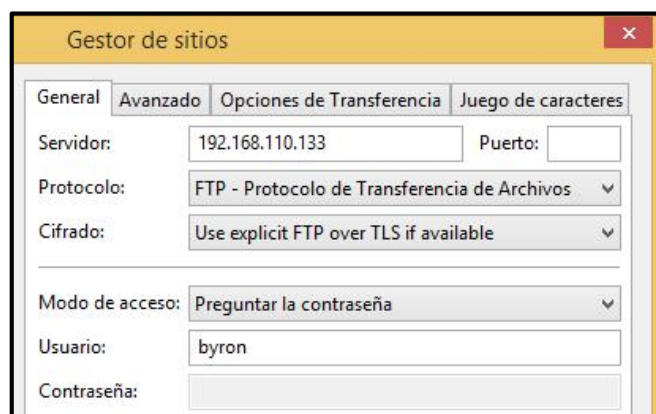 Gestor de sitios
General Avanzado Opciones de Transferencia Juego de caracteres
Servidor: 192.168.110.133 Puerto:
Protocolo: FTP - Protocolo de Transferencia de Archivos
Cifrado: Use explicit FTP over TLS if available
Modo de acceso: Preguntar la contraseña
Usuario: byron
Contraseña: